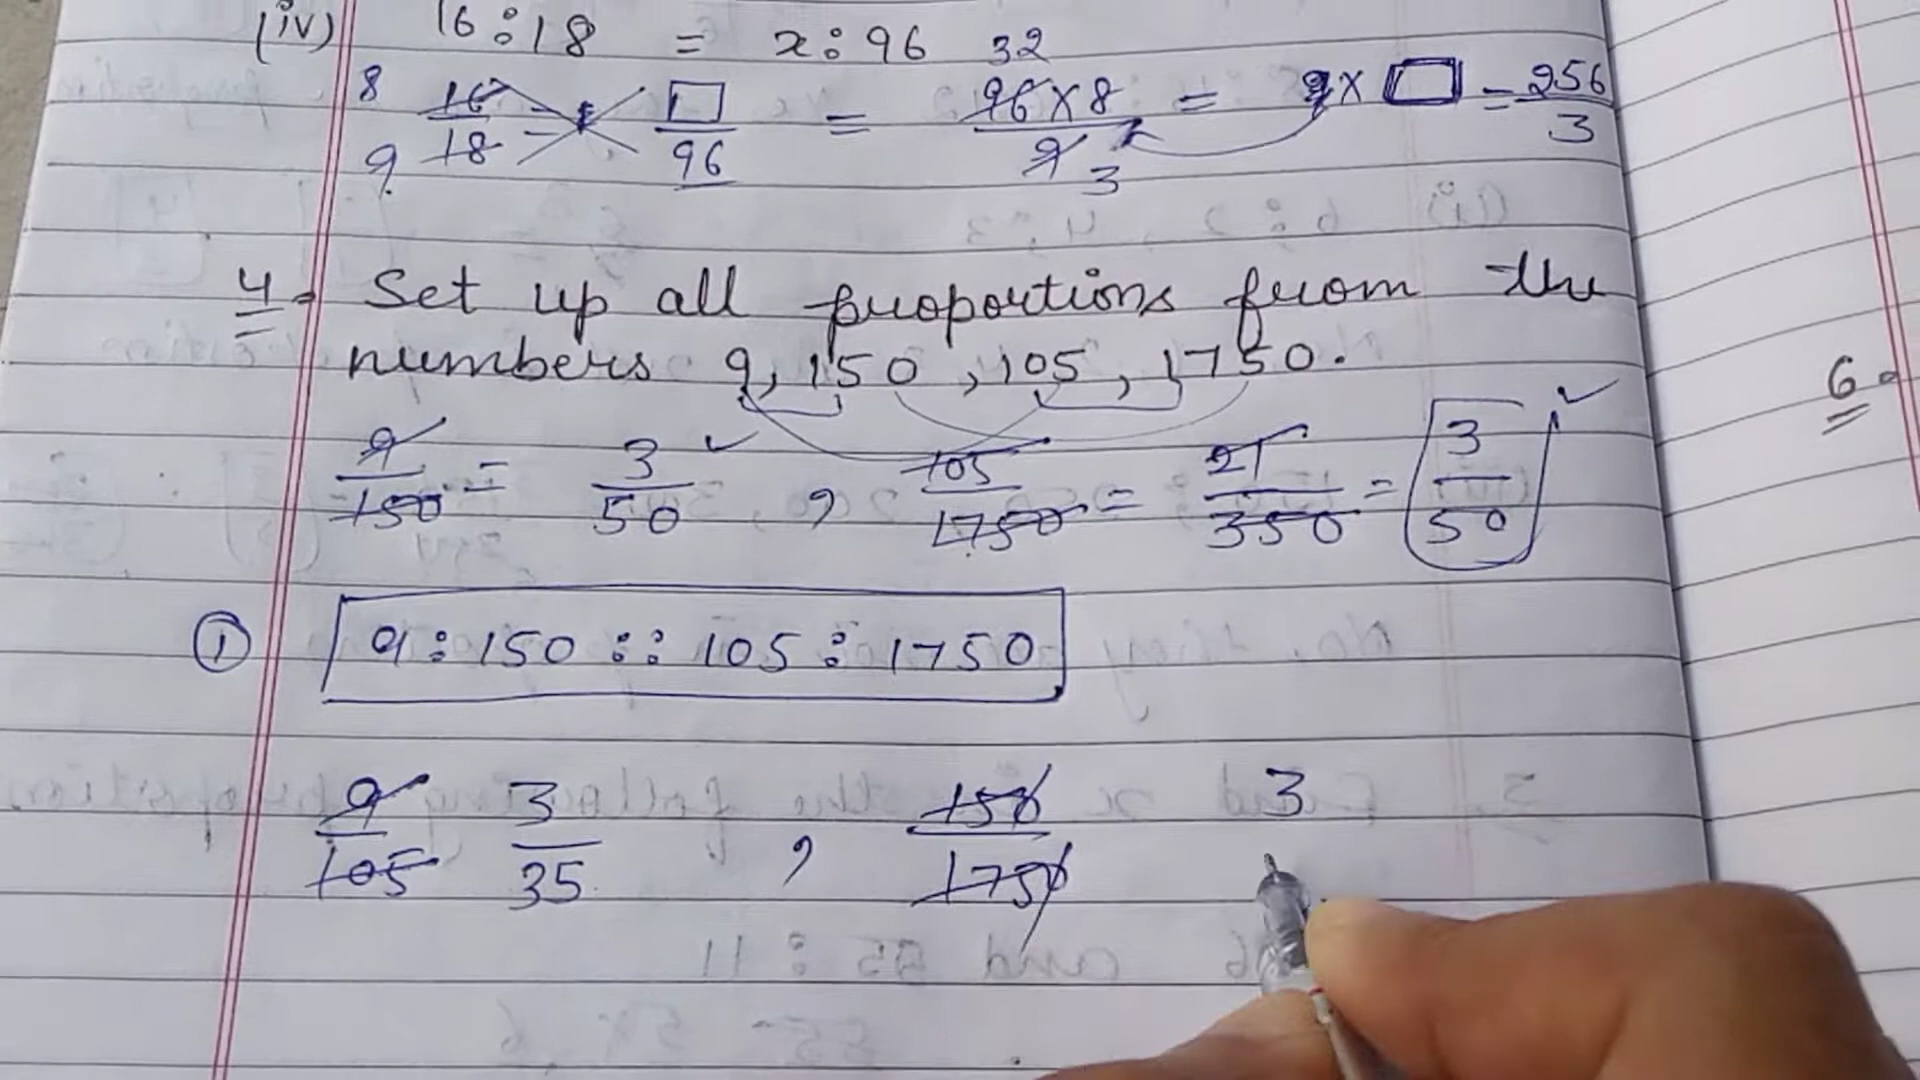 (iv) 16:18 = x:96 32
8 16/18 = □/96 = 96×8/9 = 9× □ = 256/3
9 3
4. Set up all proportions from the
numbers 9, 150, 105, 1750.
6.
9/150 = 3/50 ✓, 105/1750 = 21/350 = 3/50 ✓
① 9:150 :: 105:1750
9/105 3/35 , 150/1750 3